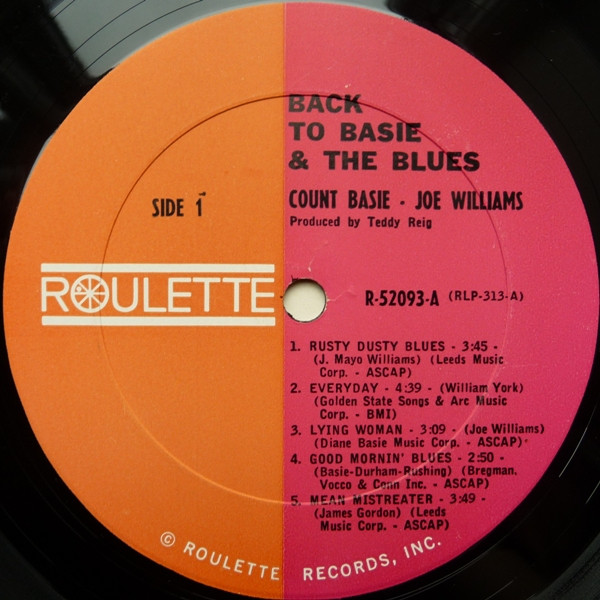 BACK
TO BASIE
& THE BLUES
SIDE 1
COUNT BASIE - JOE WILLIAMS
Produced by Teddy Reig
ROULETTE
R-52093-A (RLP-313-A)
1. RUSTY DUSTY BLUES - 3:45 -
(J. Mayo Williams) (Leeds Music
Corp. - ASCAP)
2. EVERYDAY - 4:39 - (William York)
(Golden State Songs & Arc Music
Corp. - BMI)
3. LYING WOMAN - 3:09 - (Joe Williams)
(Diane Basie Music Corp. - ASCAP)
4. GOOD MORNIN' BLUES - 2:50 -
(Basie-Durham-Rushing) (Bregman,
Vocco & Conn Inc. - ASCAP)
5. MEAN MISTREATER - 3:49 -
(James Gordon) (Leeds
Music Corp. - ASCAP)
© ROULETTE RECORDS, INC.